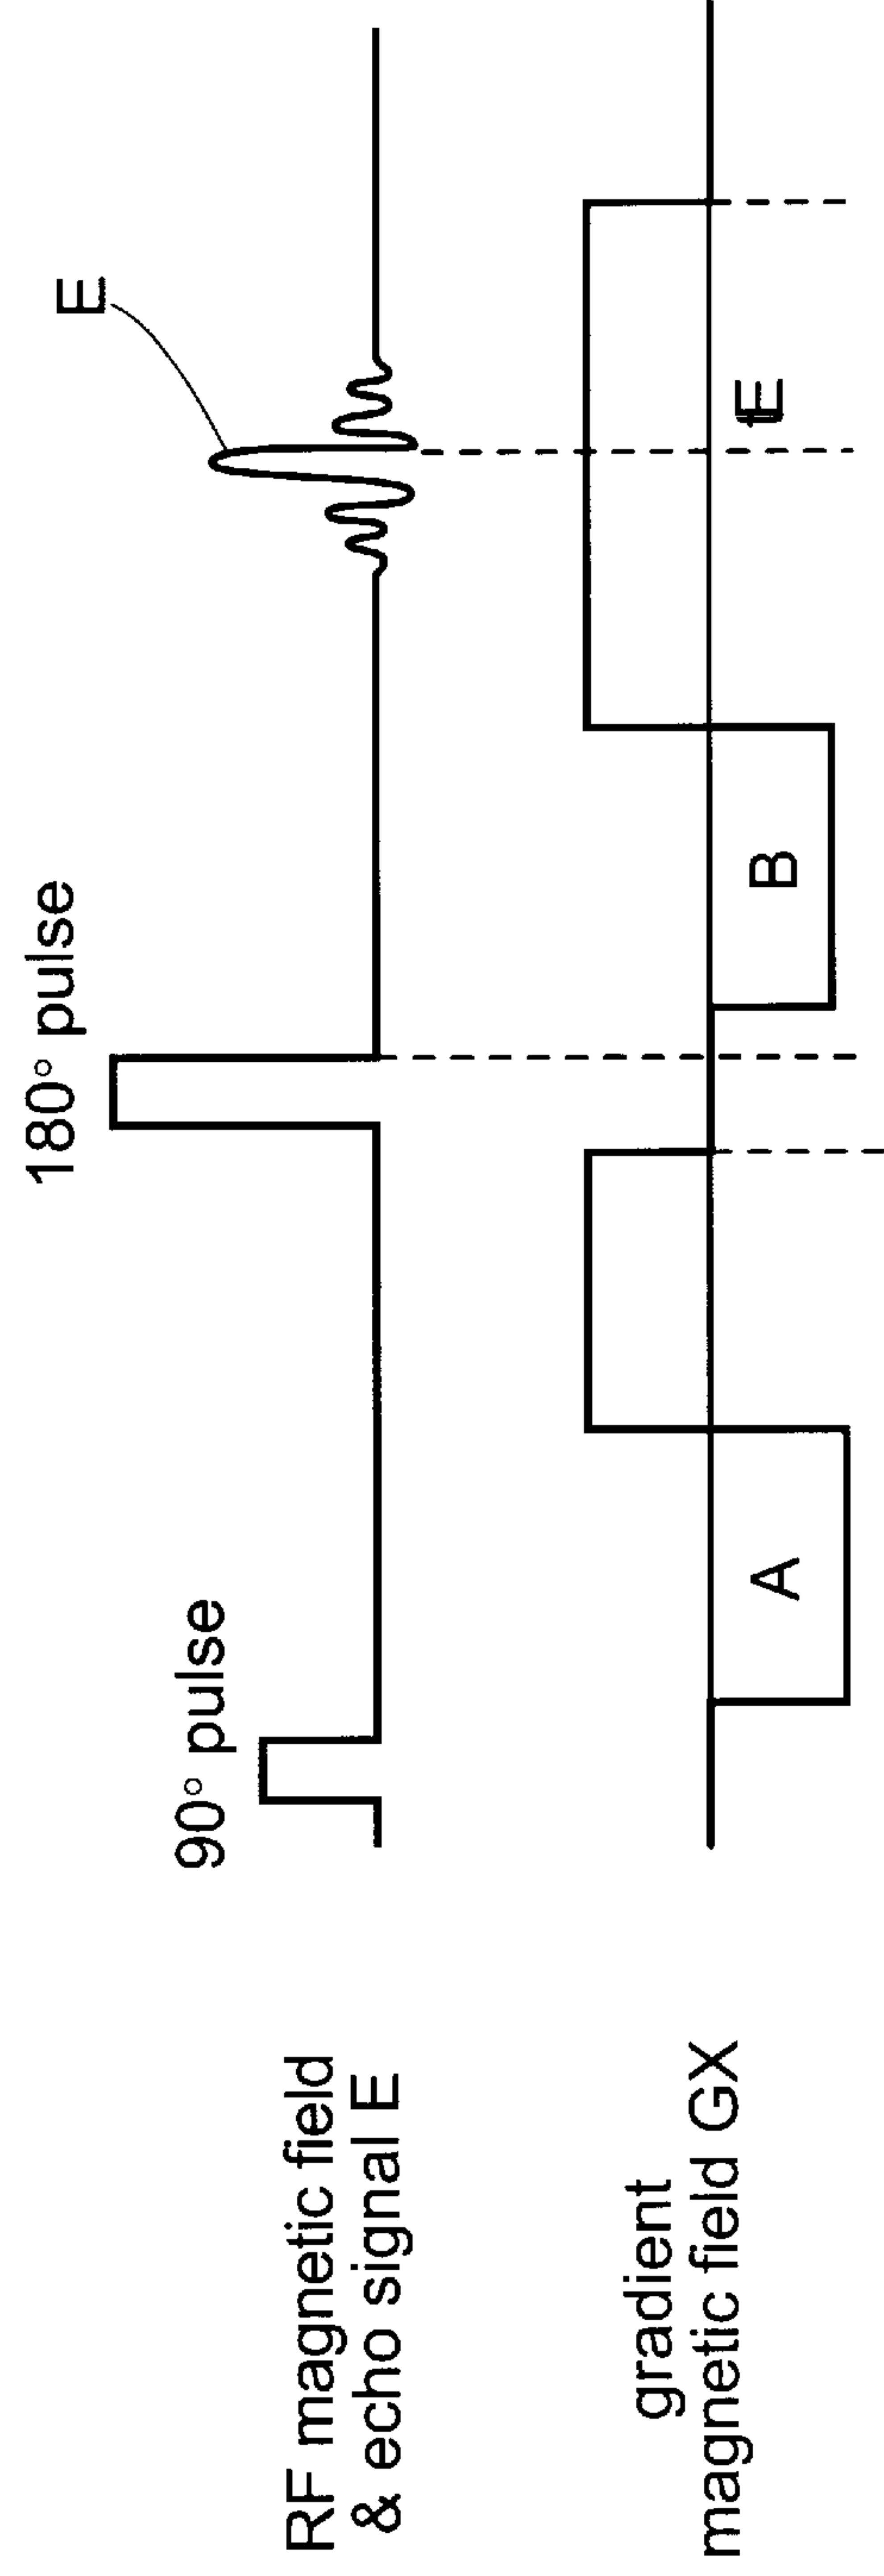 180° pulse
90° pulse
E
RF magnetic field
& echo signal E
gradient
magnetic field GX
A
B